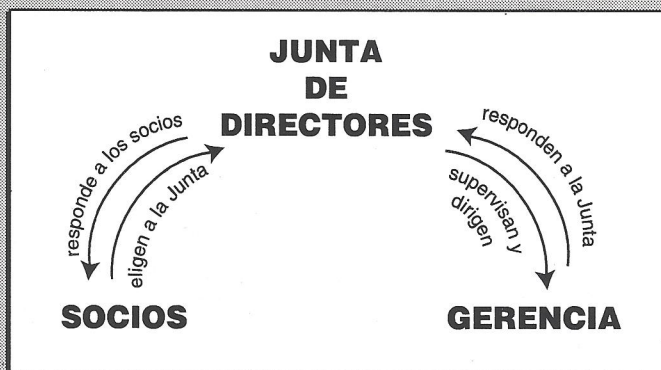 JUNTA
DE
DIRECTORES
responde a los socios
eligen a la Junta
responden a la Junta
supervisan y
dirigen
SOCIOS
GERENCIA